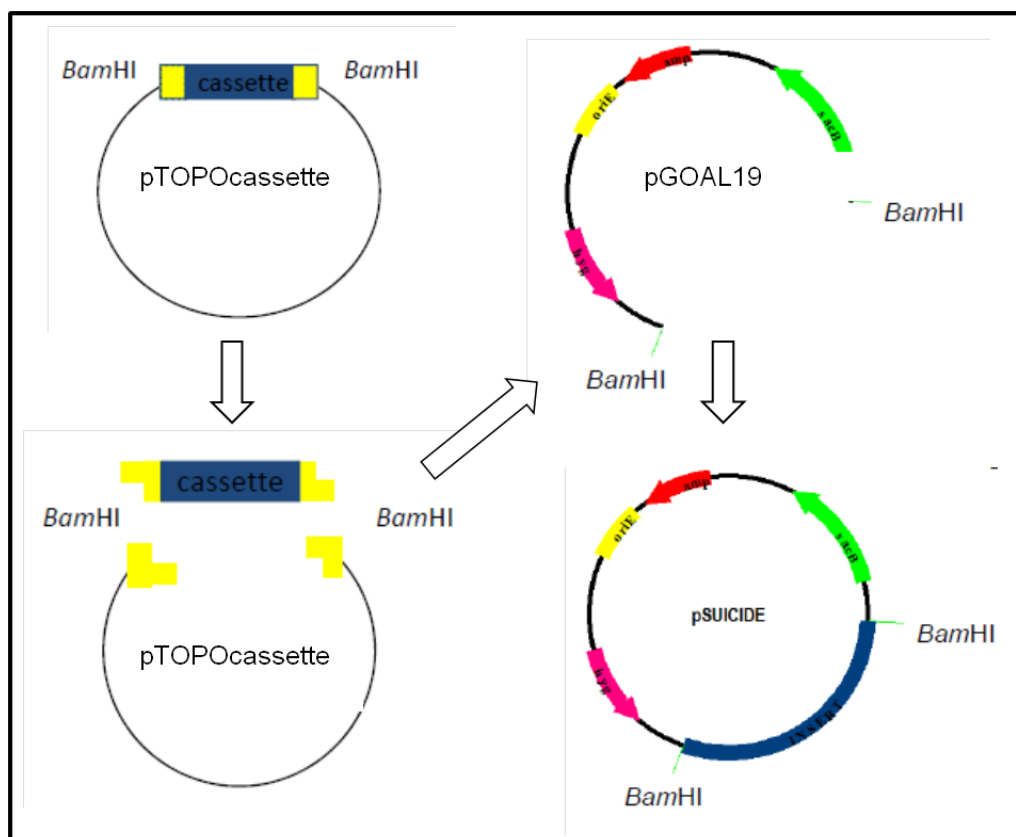 BamHI
BamHI
cassette
pTOPOcassette
amp
oriE
sacB
pGOAL19
BamHI
hyg
BamHI
cassette
BamHI
BamHI
pTOPOcassette
amp
oriE
sacB
pSUICIDE
BamHI
hyg
INSERT
BamHI